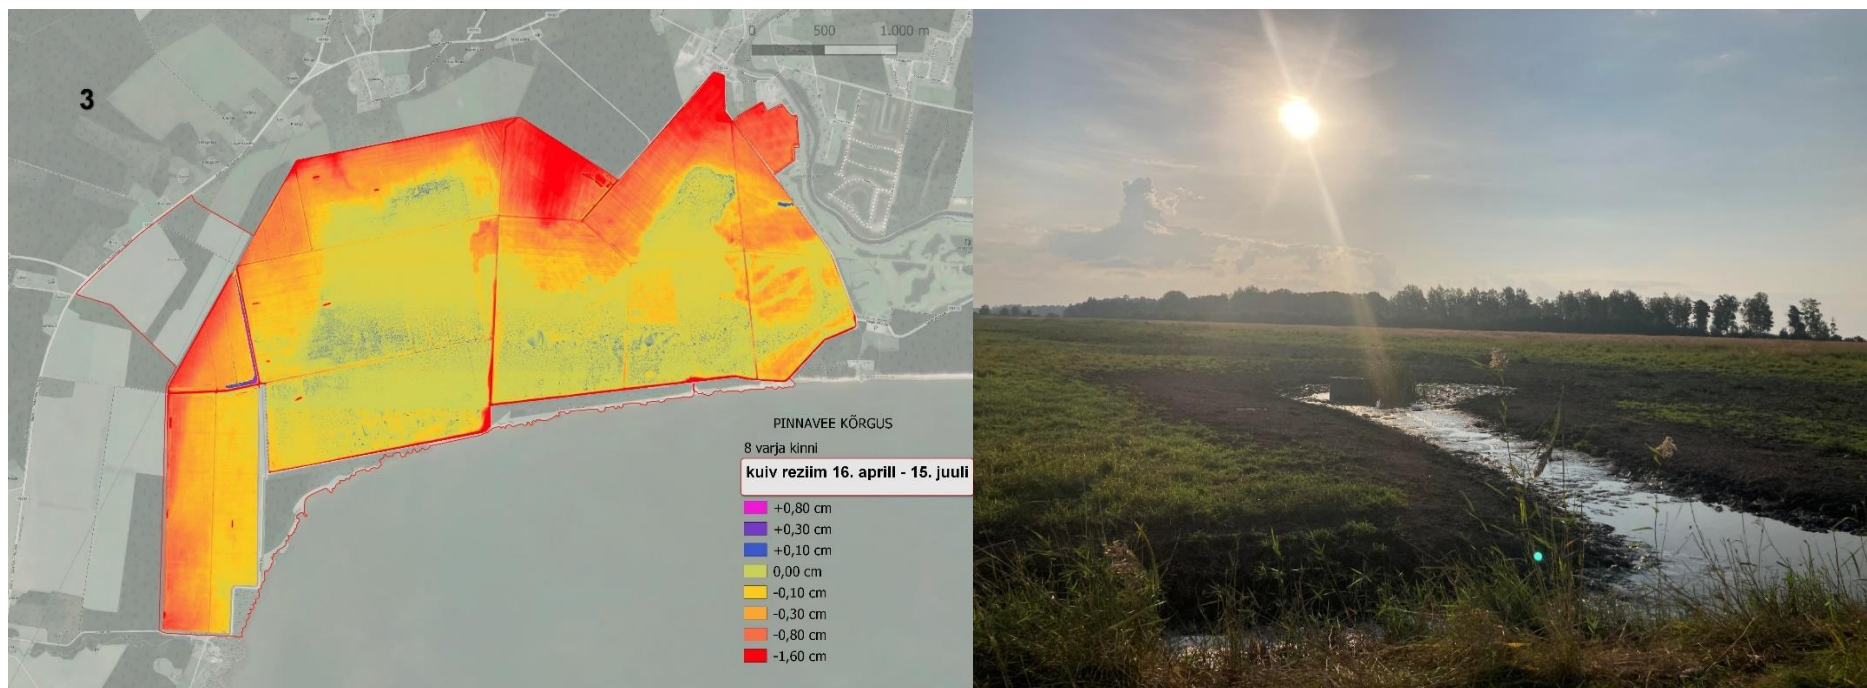 0 500 1.000 m
3
PINNAVEE KÕRGUS
8 varja kinni
kuiv reziim 16. aprill - 15. juuli
+0,80 cm
+0,30 cm
+0,10 cm
0,00 cm
-0,10 cm
-0,30 cm
-0,80 cm
-1,60 cm